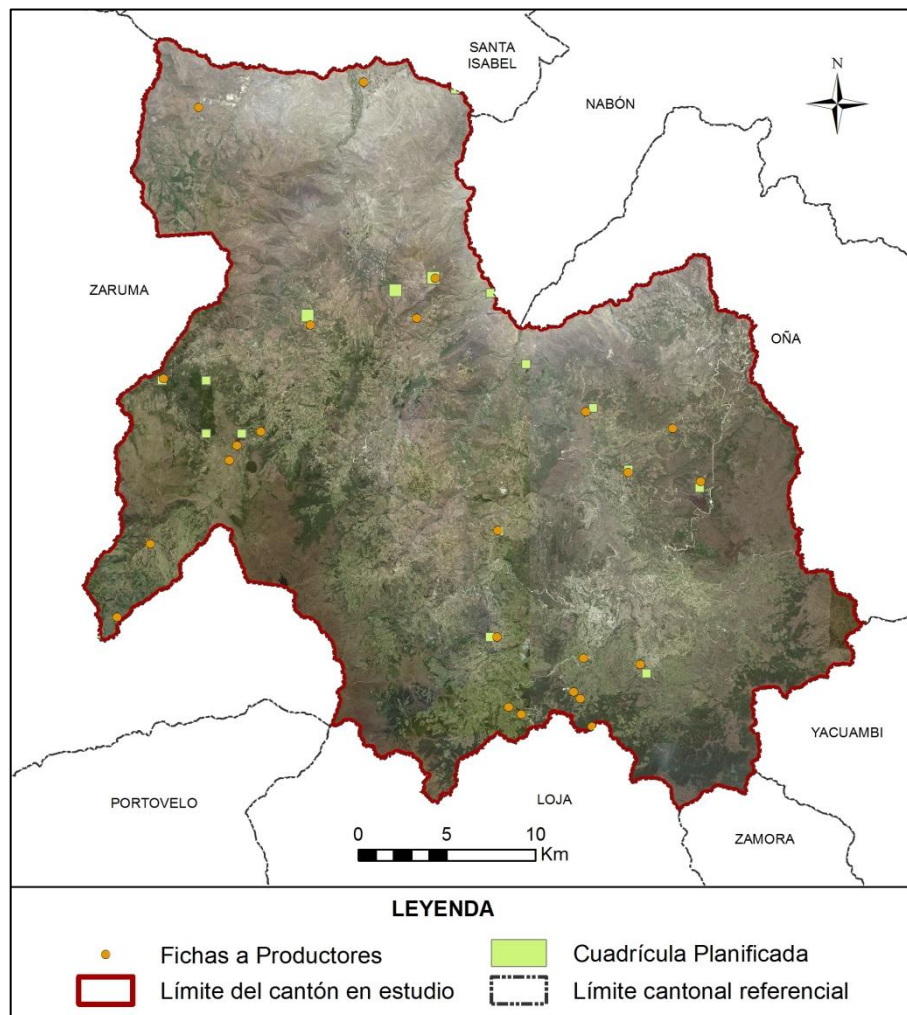 SANTA
ISABEL
N
NABÓN
ZARUMA
OÑA
YACUAMBI
PORTOVELO
LOJA
ZAMORA
0 5 10
Km
LEYENDA
Fichas a Productores
Cuadrícula Planificada
Límite del cantón en estudio
Límite cantonal referencial